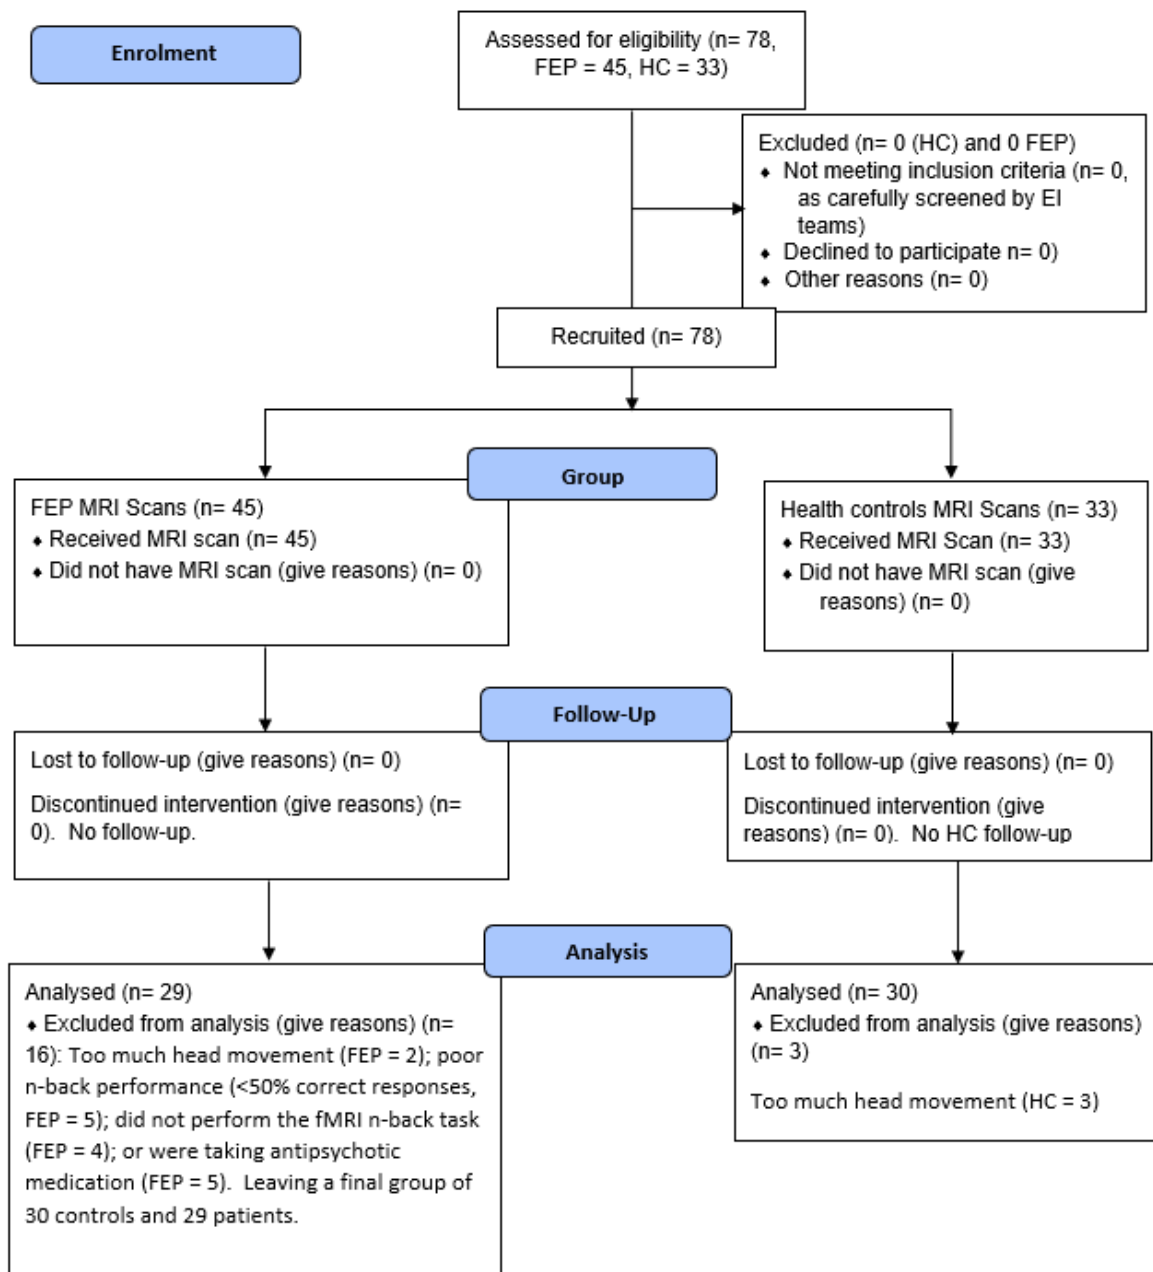 Enrolment
Assessed for eligibility (n= 78,
FEP = 45, HC = 33)
Excluded (n= 0 (HC) and 0 FEP)
♦ Not meeting inclusion criteria (n= 0,
as carefully screened by EI
teams)
♦ Declined to participate n= 0)
♦ Other reasons (n= 0)
Recruited (n= 78)
Group
FEP MRI Scans (n= 45)
♦ Received MRI scan (n= 45)
♦ Did not have MRI scan (give reasons) (n= 0)
Health controls MRI Scans (n= 33)
♦ Received MRI Scan (n= 33)
♦ Did not have MRI scan (give
reasons) (n= 0)
Follow-Up
Lost to follow-up (give reasons) (n= 0)
Discontinued intervention (give reasons) (n=
0).  No follow-up.
Lost to follow-up (give reasons) (n= 0)
Discontinued intervention (give
reasons) (n= 0).  No HC follow-up
Analysis
Analysed (n= 29)
♦ Excluded from analysis (give reasons) (n=
16): Too much head movement (FEP = 2); poor
n-back performance (<50% correct responses,
FEP = 5); did not perform the fMRI n-back task
(FEP = 4); or were taking antipsychotic
medication (FEP = 5).  Leaving a final group of
30 controls and 29 patients.
Analysed (n= 30)
♦ Excluded from analysis (give reasons)
(n= 3)
Too much head movement (HC = 3)